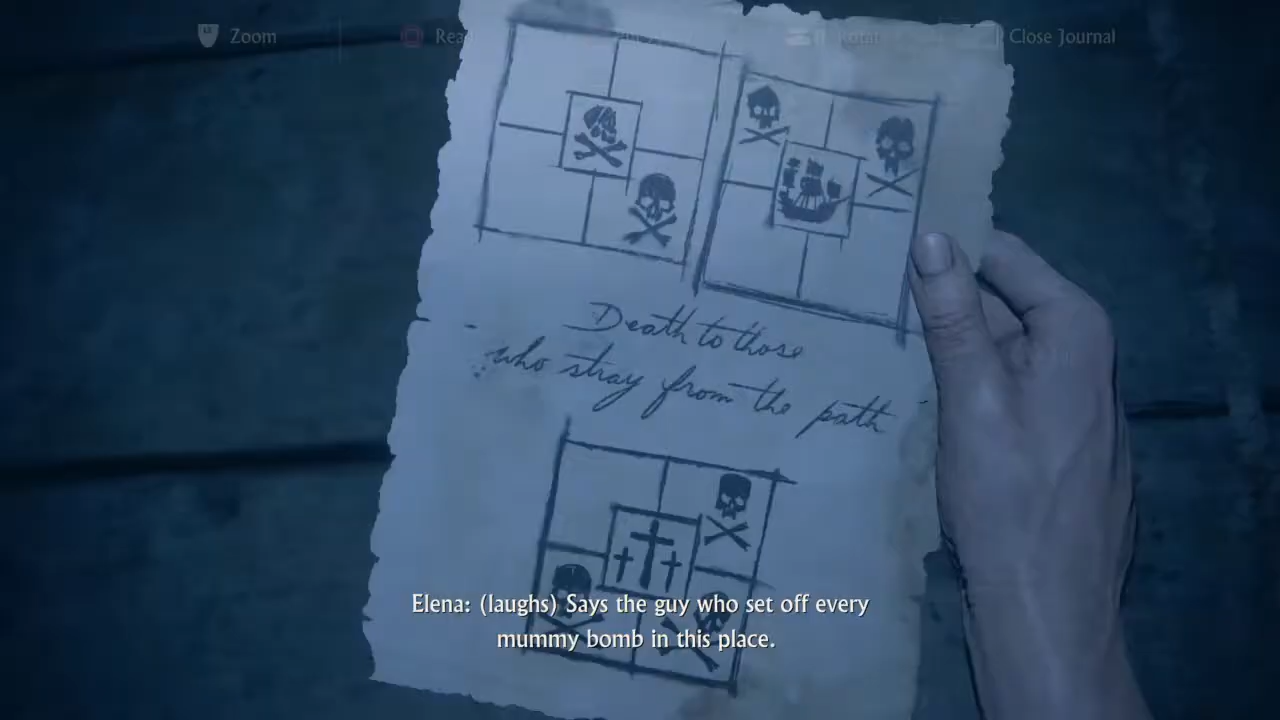 Zoom
Close Journal
Death to those
who stray from the path
Elena: (laughs) Says the guy who set off every
mummy bomb in this place.